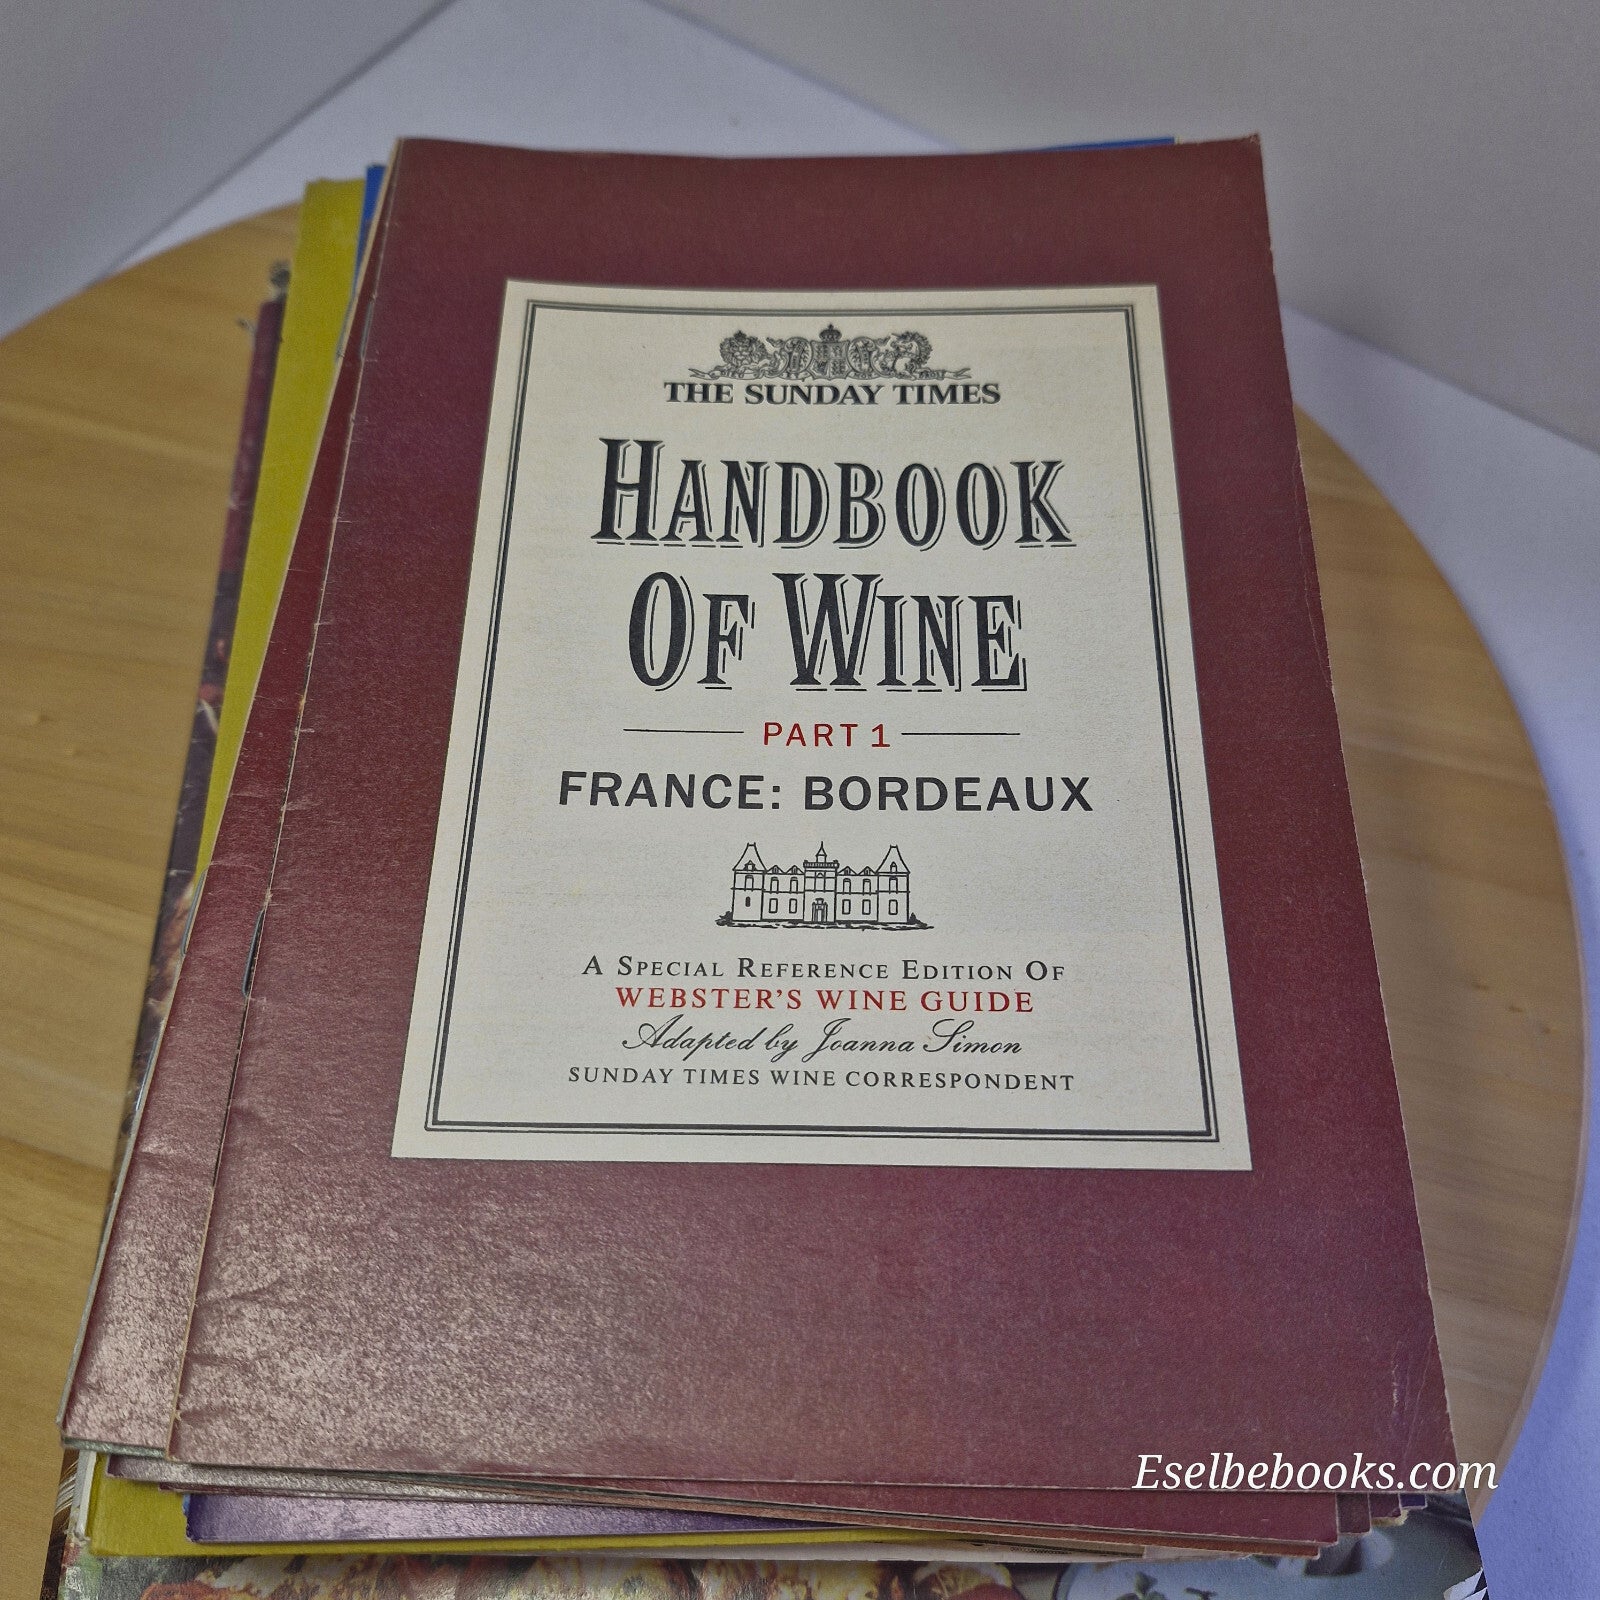 THE SUNDAY TIMES
HANDBOOK
OF WINE
PART 1
FRANCE: BORDEAUX
A SPECIAL REFERENCE EDITION OF
WEBSTER'S WINE GUIDE
Adapted by Joanna Simon
SUNDAY TIMES WINE CORRESPONDENT
Eselbebooks.com